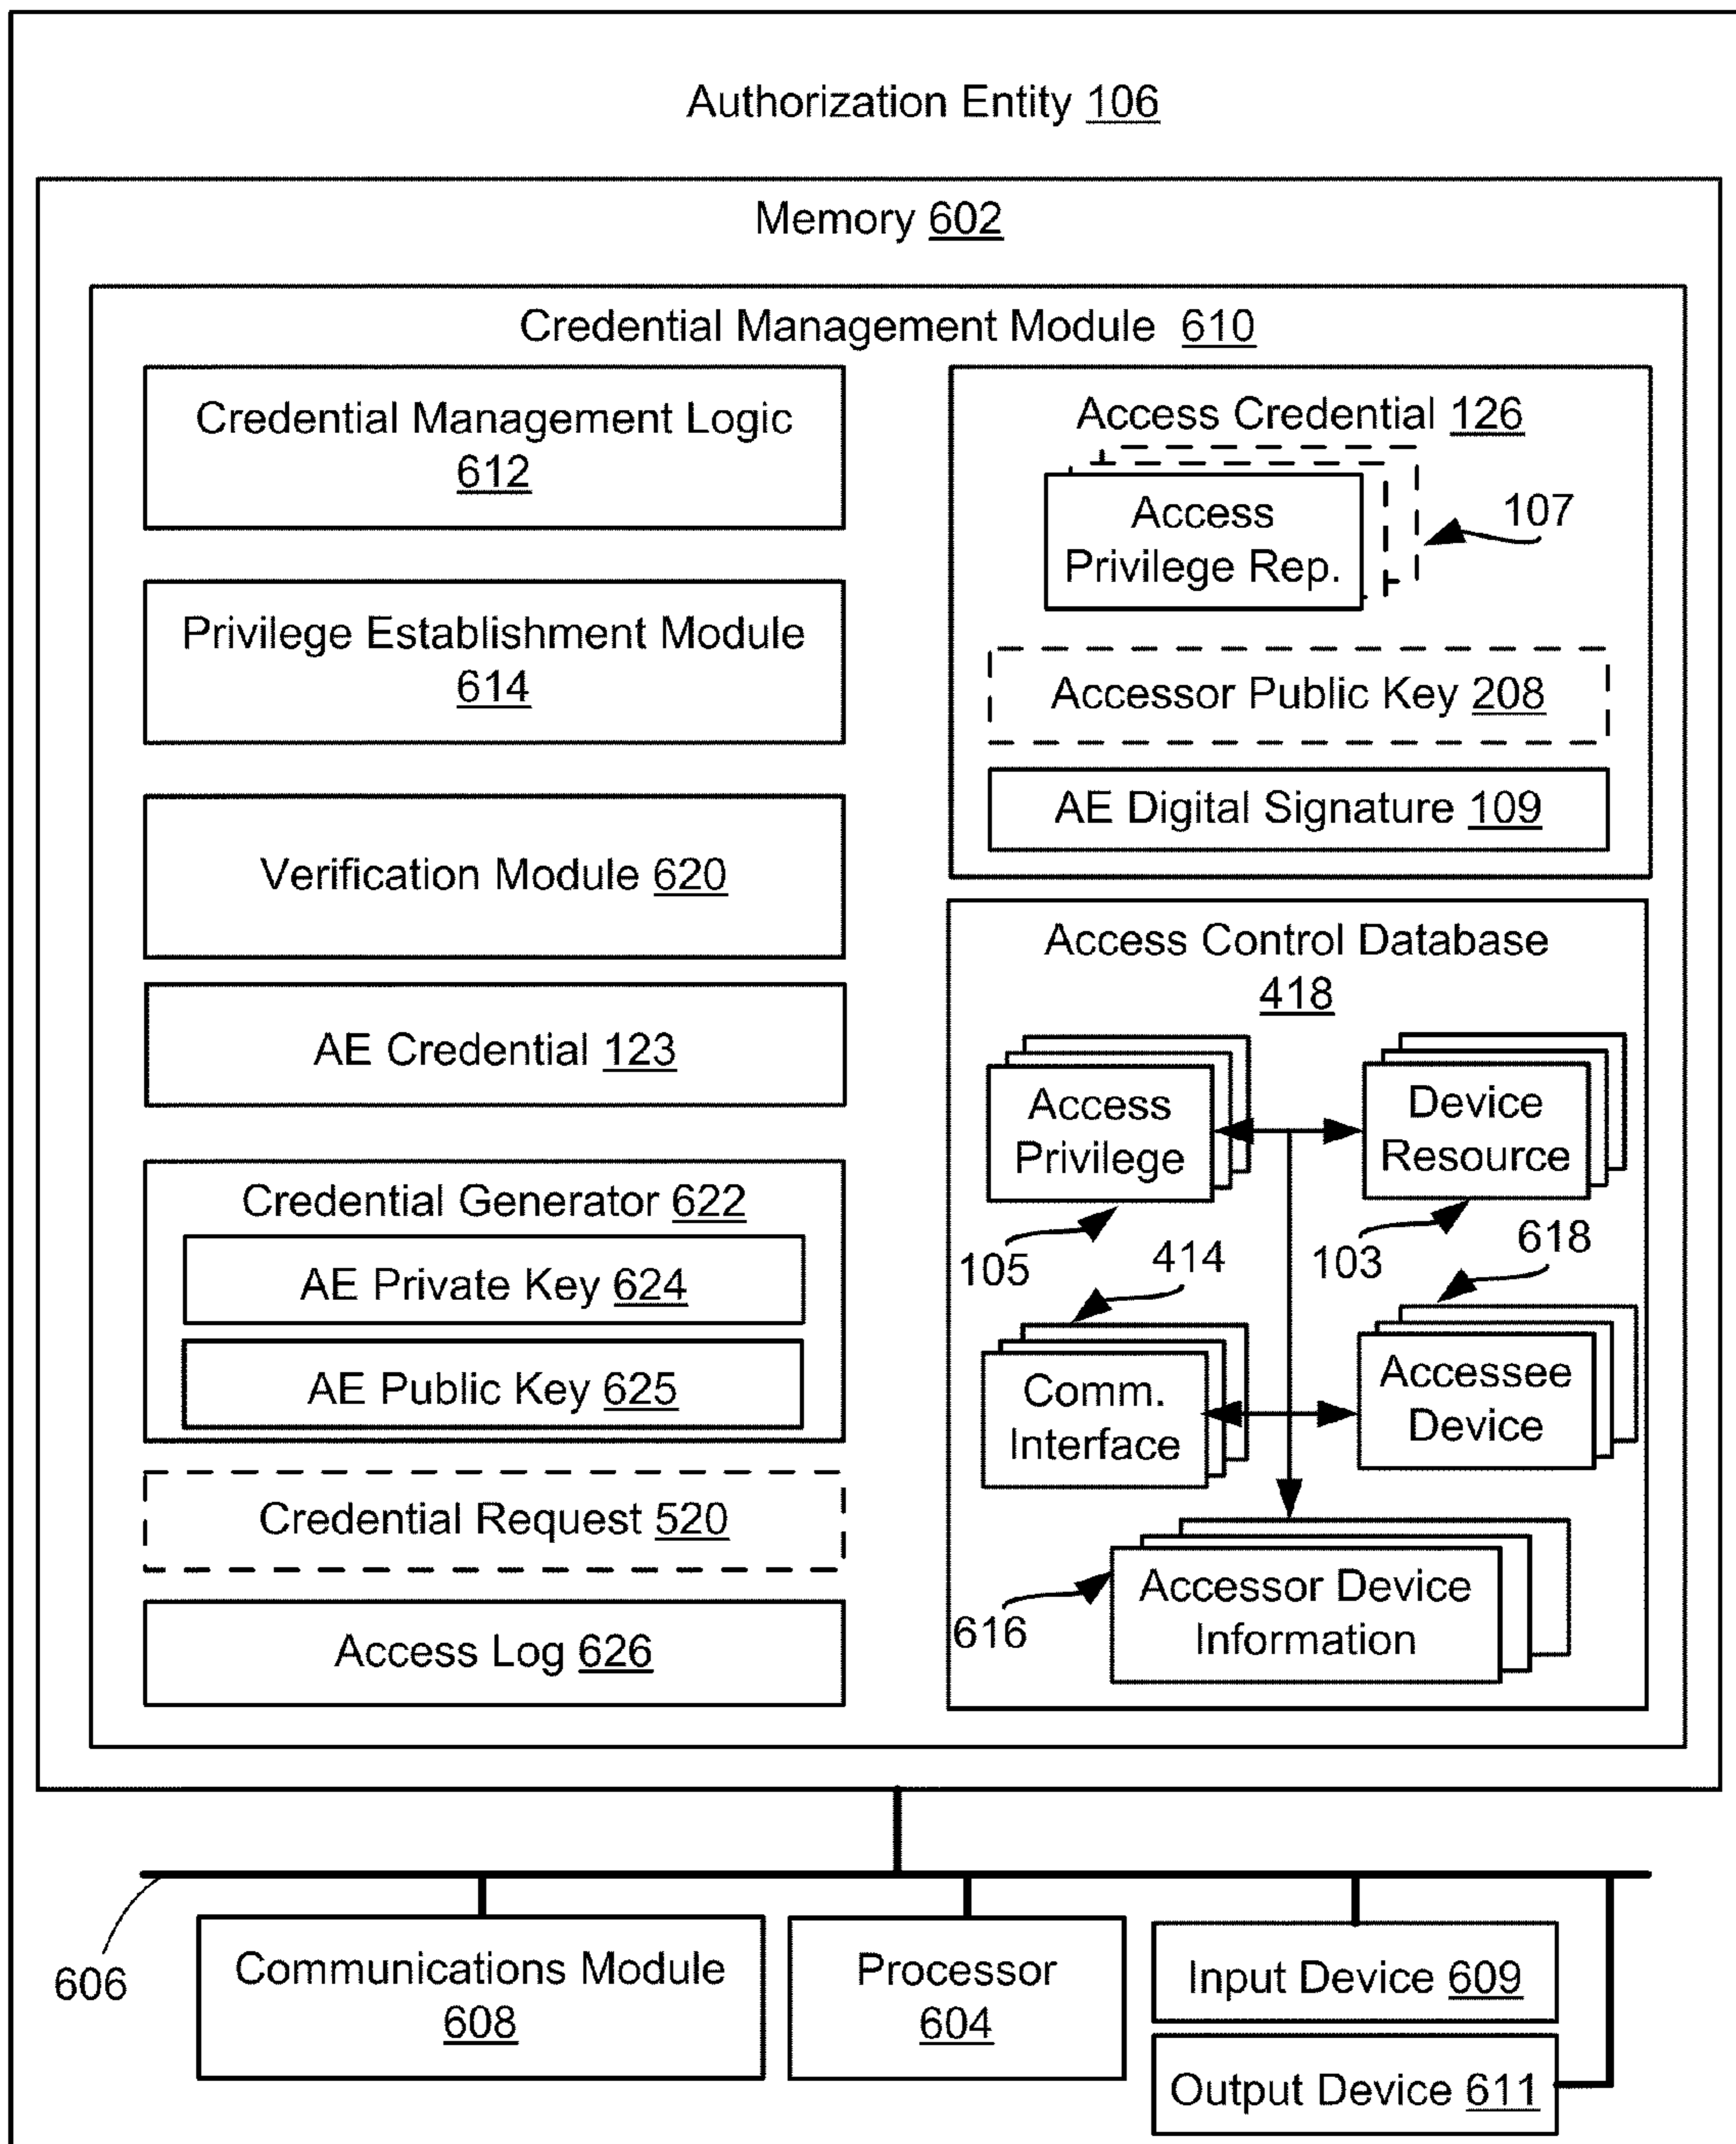 Authorization Entity 106
Memory 602
Credential Management Module 610
Credential Management Logic
612
Privilege Establishment Module
614
Verification Module 620
AE Credential 123
Credential Generator 622
AE Private Key 624
AE Public Key 625
Credential Request 520
Access Log 626
Access Credential 126
Access
Privilege Rep.
107
Accessor Public Key 208
AE Digital Signature 109
Access Control Database
418
Access
Privilege
105
Device
Resource
103
414
Comm.
Interface
618
Accessee
Device
616
Accessor Device
Information
606
Communications Module
608
Processor
604
Input Device 609
Output Device 611